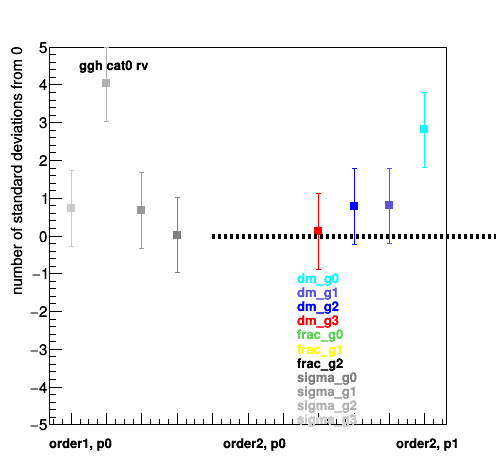 number of standard deviations from 0
ggh cat0 rv
5
4
3
2
1
0
−1
−2
−3
−4
−5
dm_g0
dm_g1
dm_g2
dm_g3
frac_g0
frac_g1
frac_g2
sigma_g0
sigma_g1
sigma_g2
sigma_g3
order1, p0
order2, p0
order2, p1